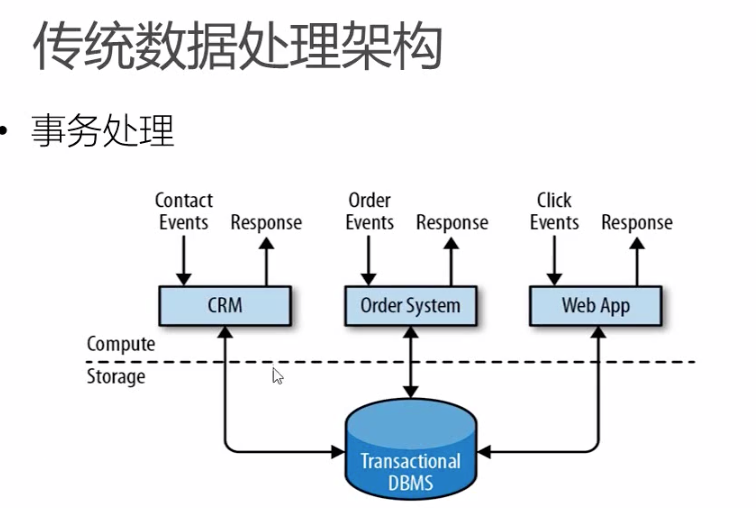 传统数据处理架构
• 事务处理
Contact
Events
Response
Order
Events
Response
Click
Events
Response
CRM
Order System
Web App
Compute
Storage
Transactional
DBMS